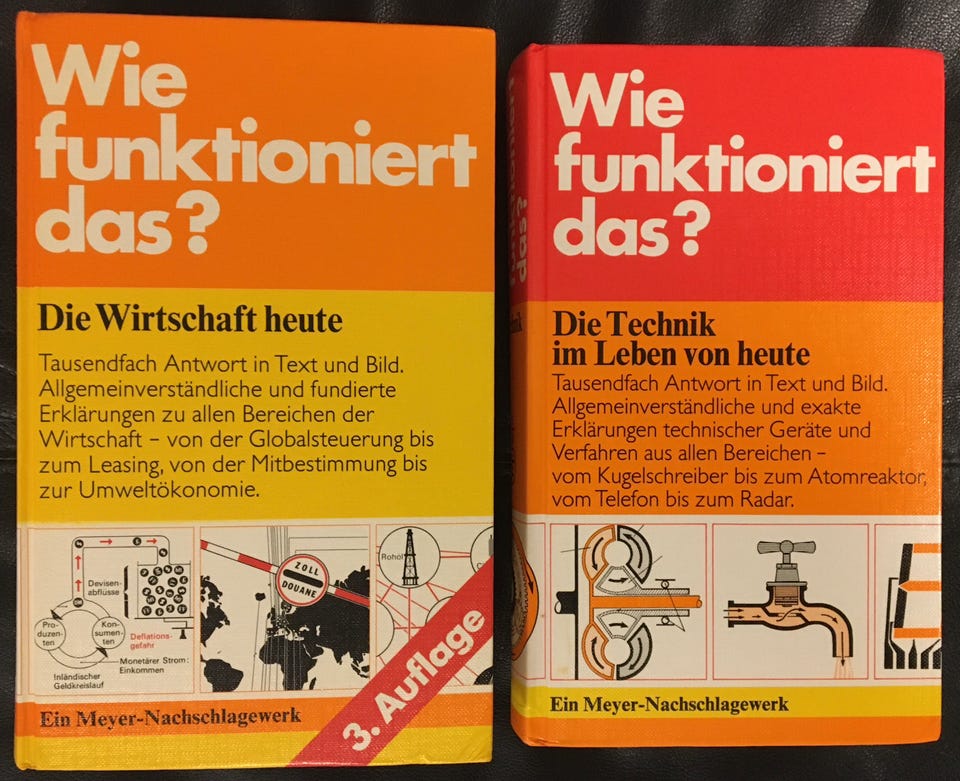 Wie
funktioniert
das?
Die Wirtschaft heute
Tausendfach Antwort in Text und Bild.
Allgemeinverständliche und fundierte
Erklärungen zu allen Bereichen der
Wirtschaft – von der Globalsteuerung bis
zum Leasing, von der Mitbestimmung bis
zur Umweltökonomie.
Devisen-
abflüsse
Pro-
duzen-
ten
Kon-
sumen-
ten
Deflations-
gefahr
Monetärer Strom:
Einkommen
Inländischer
Geldkreislauf
ZOLL
DOUANE
Rohöl
3. Auflage
Ein Meyer-Nachschlagewerk
das?
Wie
funktioniert
das?
Die Technik
im Leben von heute
Tausendfach Antwort in Text und Bild.
Allgemeinverständliche und exakte
Erklärungen technischer Geräte und
Verfahren aus allen Bereichen –
vom Kugelschreiber bis zum Atomreaktor,
vom Telefon bis zum Radar.
Ein Meyer-Nachschlagewerk